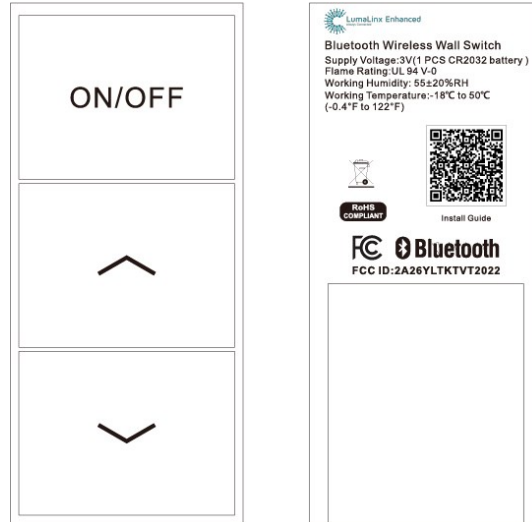 ON/OFF
LumaLinx Enhanced
Bluetooth Wireless Wall Switch
Supply Voltage:3V(1 PCS CR2032 battery )
Flame Rating:UL 94 V-0
Working Humidity: 55±20%RH
Working Temperature:-18℃ to 50℃
(-0.4°F to 122°F)
RoHS
COMPLIANT
Install Guide
FC Bluetooth
FCC ID:2A26YLTKTVT2022